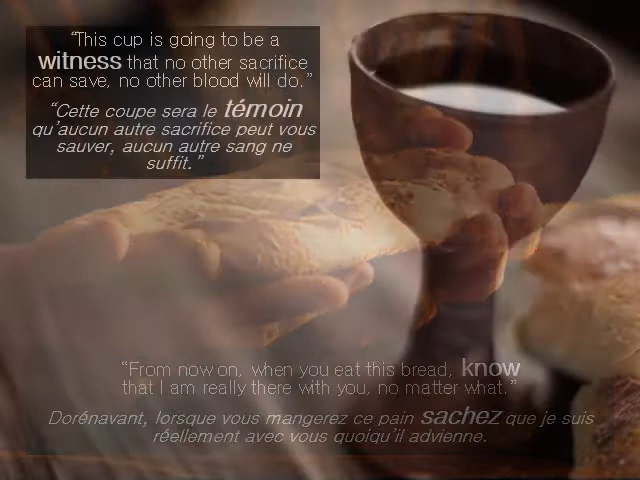 “This cup is going to be a
witness that no other sacrifice
can save, no other blood will do.”
“Cette coupe sera le témoin
qu’aucun autre sacrifice peut vous
sauver, aucun autre sang ne
suffit.”
“From now on, when you eat this bread, know
that I am really there with you, no matter what.”
Dorénavant, lorsque vous mangerez ce pain sachez que je suis
réellement avec vous quoiqu’il advienne.